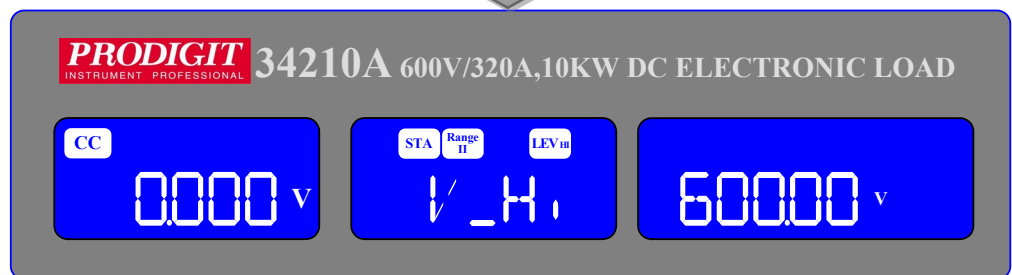 PRODIGIT
INSTRUMENT PROFESSIONAL
34210A 600V/320A,10KW DC ELECTRONIC LOAD
CC
0.000 V
STA Range II LEV HI
V_Hi
600.00 V